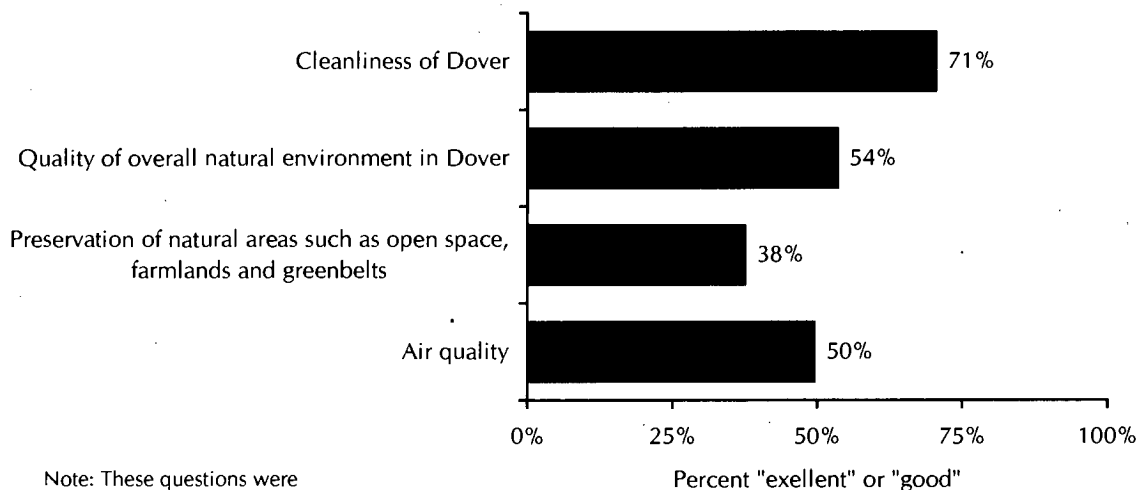 Cleanliness of Dover
71%
Quality of overall natural environment in Dover
54%
Preservation of natural areas such as open space,
farmlands and greenbelts
38%
Air quality
50%
0%
25%
50%
75%
100%
Note: These questions were
Percent "exellent" or "good"